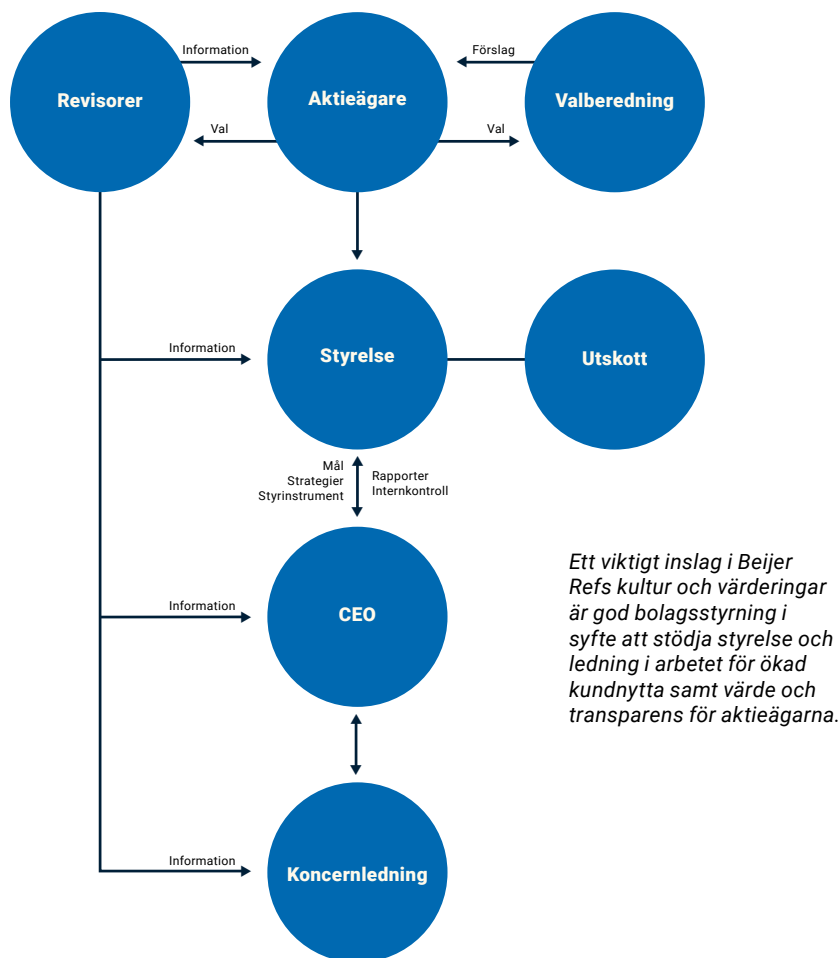 Information
Förslag
Revisorer
Aktieägare
Valberedning
Val
Val
Information
Styrelse
Utskott
Mål
Strategier
Styrinstrument
Rapporter
Internkontroll
Information
CEO
Ett viktigt inslag i Beijer
Refs kultur och värderingar
är god bolagsstyrning i
syfte att stödja styrelse och
ledning i arbetet för ökad
kundnytta samt värde och
transparens för aktieägarna.
Information
Koncernledning